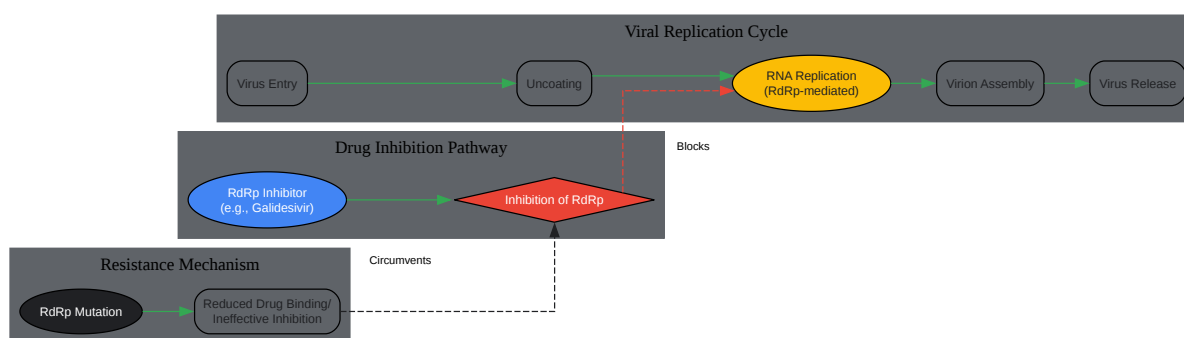 Viral Replication Cycle
Virus Entry
Uncoating
RNA Replication
(RdRp-mediated)
Virion Assembly
Virus Release
Drug Inhibition Pathway
Blocks
RdRp Inhibitor
(e.g., Galidesivir)
Inhibition of RdRp
Resistance Mechanism
Circumvents
RdRp Mutation
Reduced Drug Binding/
Ineffective Inhibition